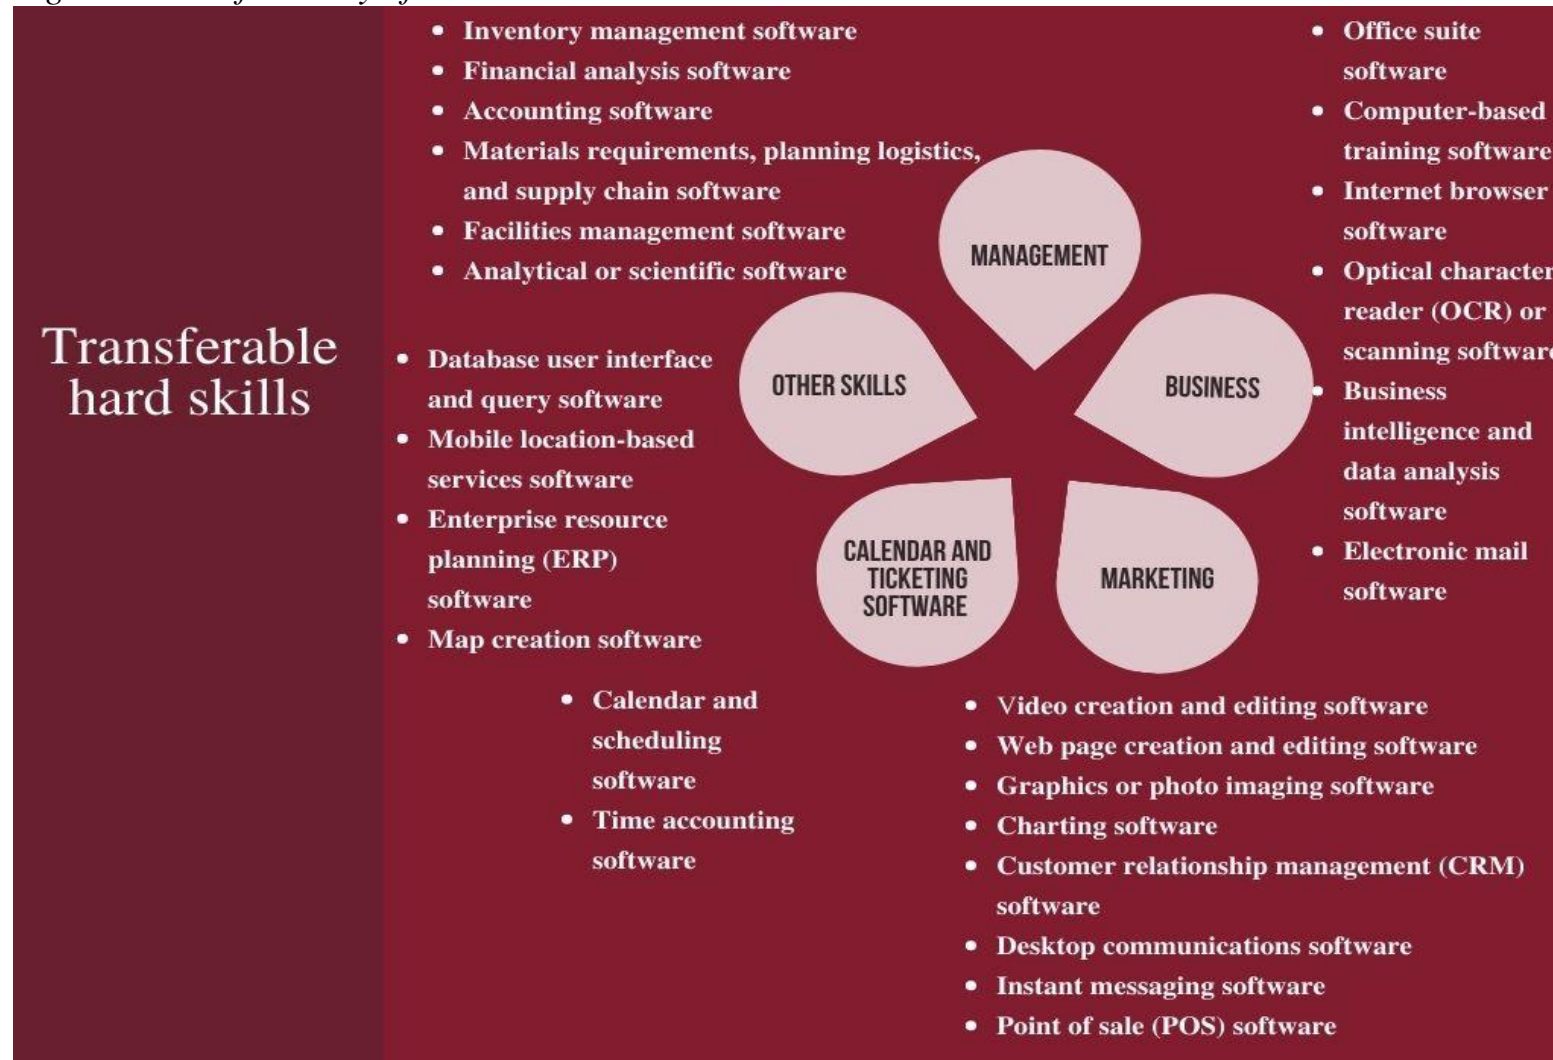 Transferable
hard skills
Inventory management software
Financial analysis software
Accounting software
Materials requirements, planning logistics,
and supply chain software
Facilities management software
Analytical or scientific software
MANAGEMENT
Office suite
software
Computer-based
training software
Internet browser
software
Optical character
reader (OCR) or
scanning software
Business
intelligence and
data analysis
software
Electronic mail
software
BUSINESS
OTHER SKILLS
Database user interface
and query software
Mobile location-based
services software
Enterprise resource
planning (ERP)
software
Map creation software
CALENDAR AND
TICKETING
SOFTWARE
Calendar and
scheduling
software
Time accounting
software
MARKETING
Video creation and editing software
Web page creation and editing software
Graphics or photo imaging software
Charting software
Customer relationship management (CRM)
software
Desktop communications software
Instant messaging software
Point of sale (POS) software